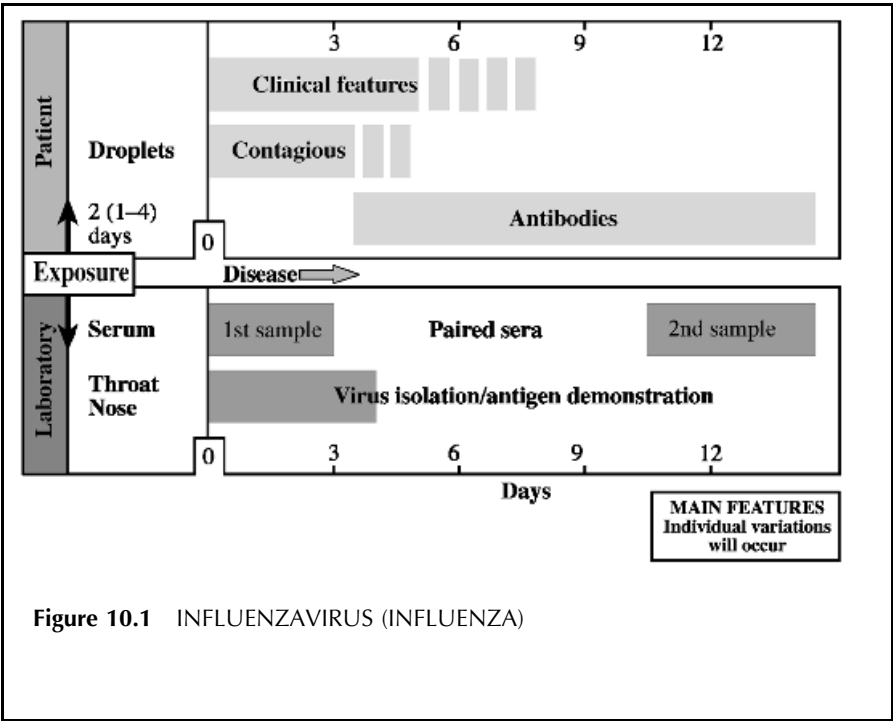 3 6 9 12
Patient
Clinical features
Droplets
Contagious
Antibodies
2 (1–4)
days
0
Exposure
Disease
Laboratory
Serum
1st sample
Paired sera
2nd sample
Throat
Nose
Virus isolation/antigen demonstration
0 3 6 9 12
Days
MAIN FEATURES
Individual variations
will occur
Figure 10.1 INFLUENZAVIRUS (INFLUENZA)